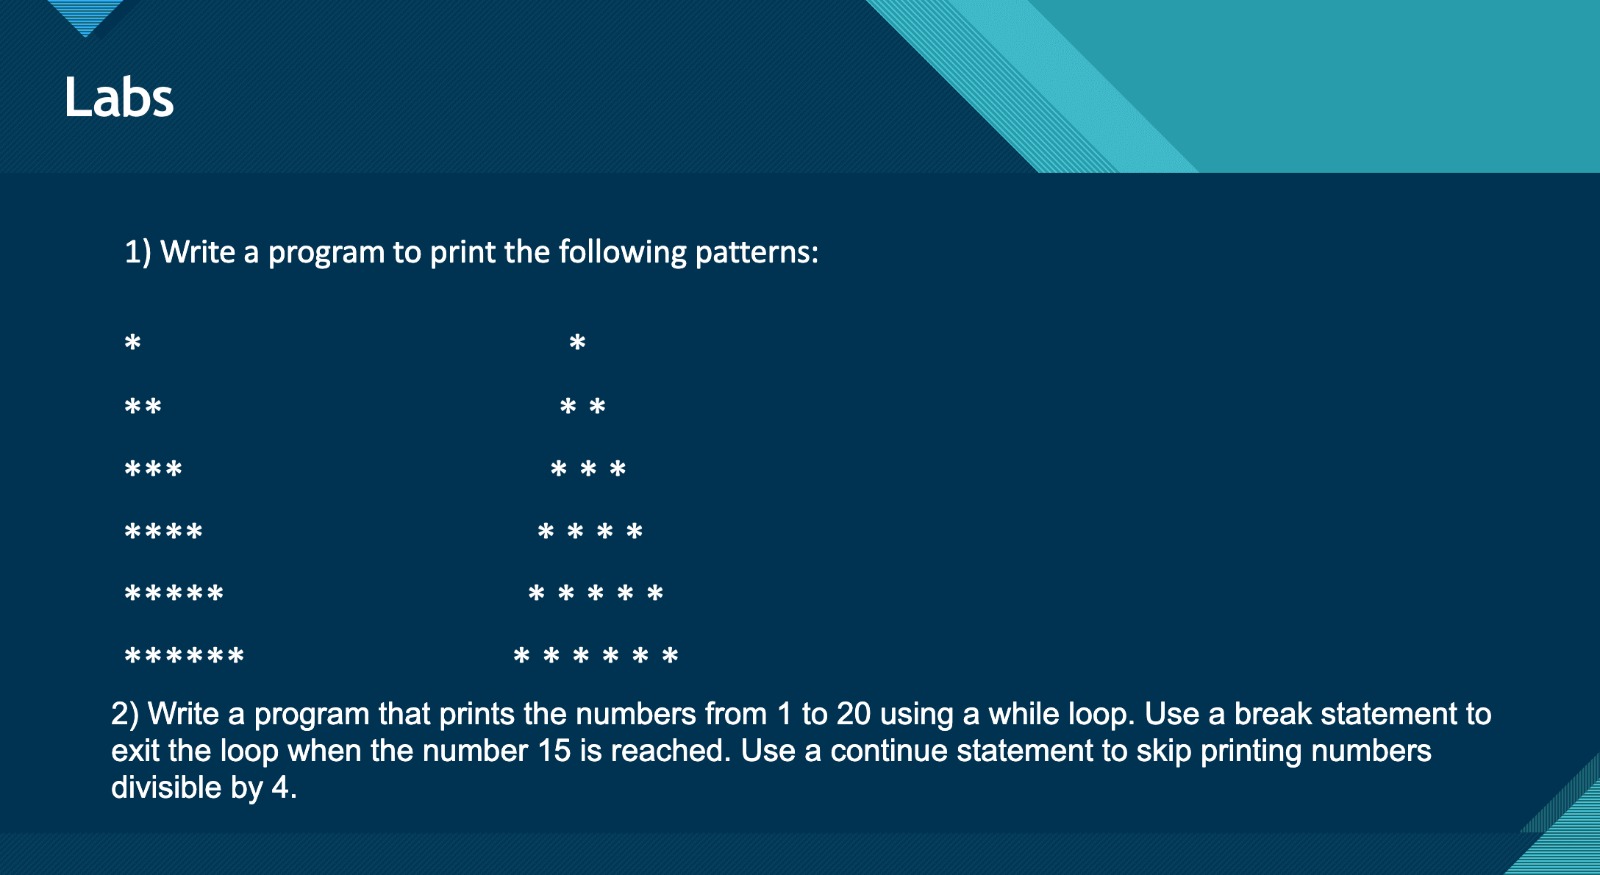 Labs
1) Write a program to print the following patterns:
* *
** * *
*** * * *
**** * * * *
***** * * * * *
****** * * * * * *
2) Write a program that prints the numbers from 1 to 20 using a while loop. Use a break statement to
exit the loop when the number 15 is reached. Use a continue statement to skip printing numbers
divisible by 4.